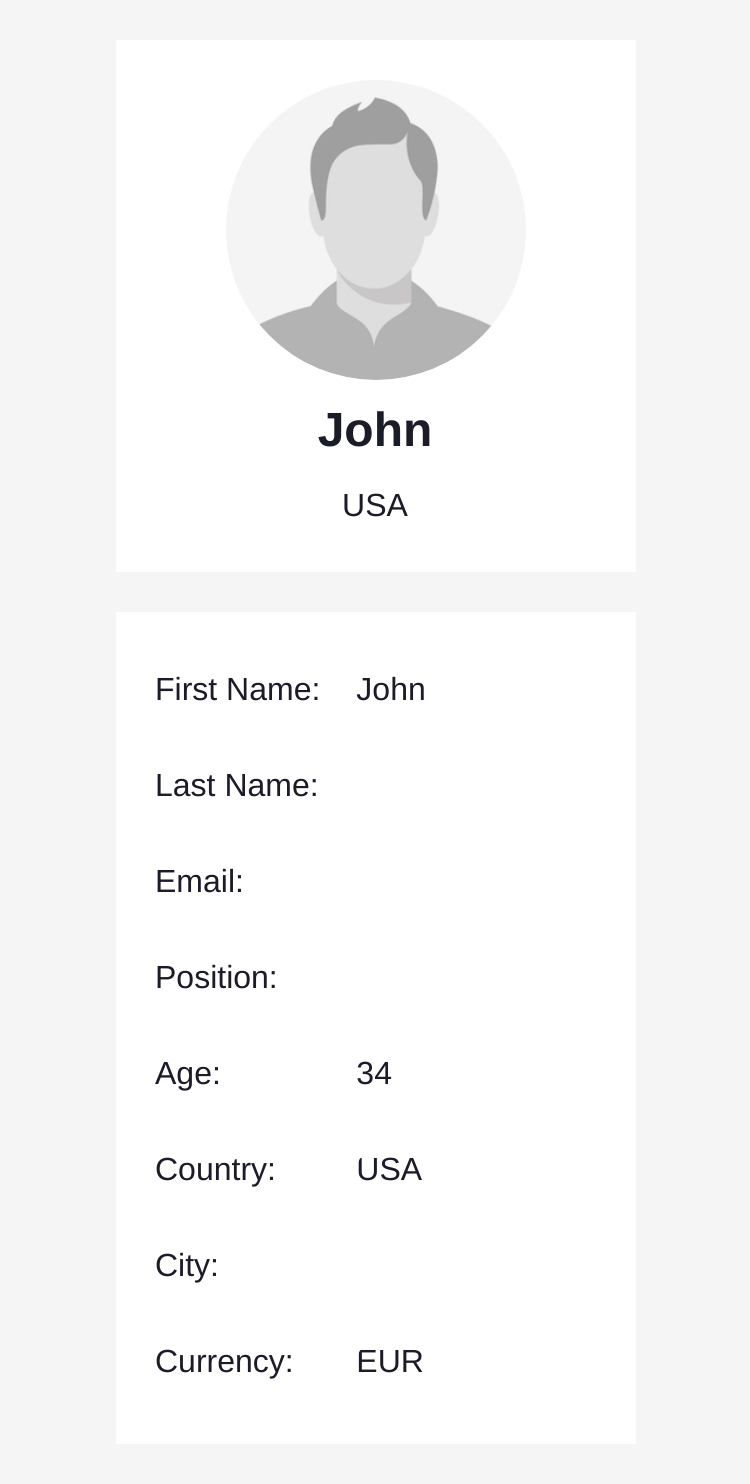 John
USA
First Name: John
Last Name:
Email:
Position:
Age: 34
Country: USA
City:
Currency: EUR